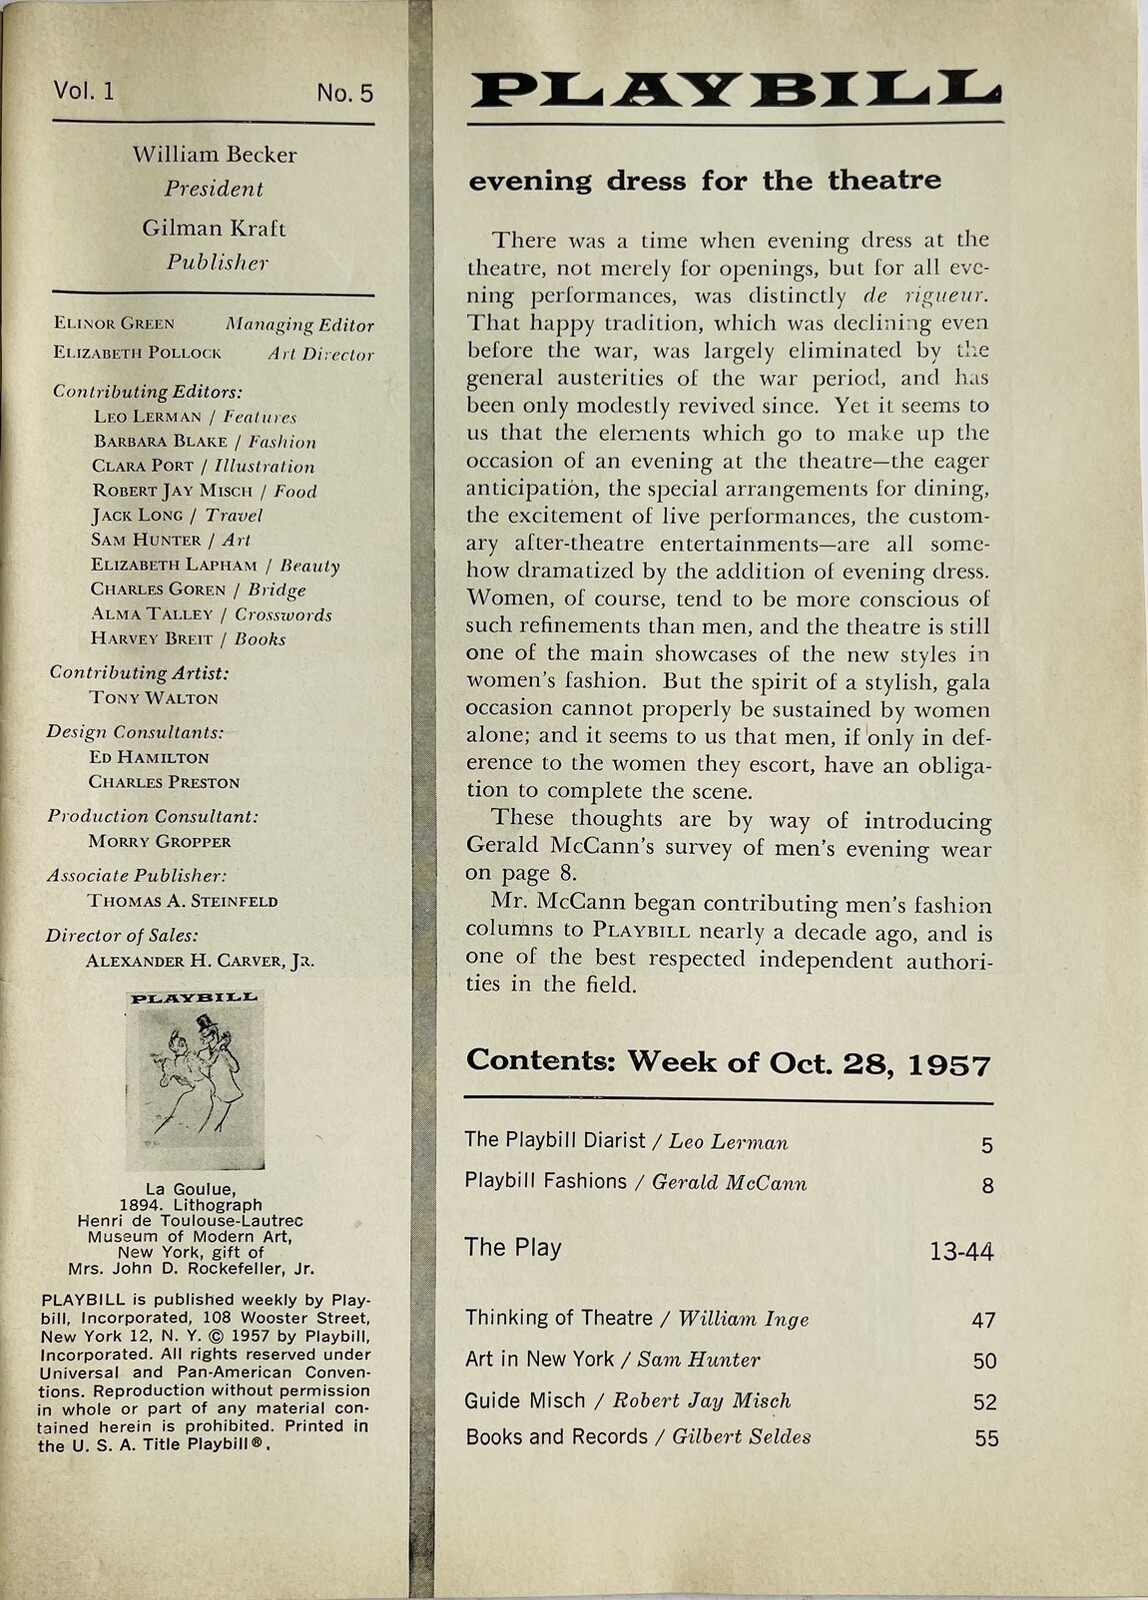 Vol. 1 No. 5
William Becker
President
Gilman Kraft
Publisher
ELINOR GREEN Managing Editor
ELIZABETH POLLOCK Art Director
Contributing Editors:
LEO LERMAN / Features
BARBARA BLAKE / Fashion
CLARA PORT / Illustration
ROBERT JAY MISCH / Food
JACK LONG / Travel
SAM HUNTER / Art
ELIZABETH LAPHAM / Beauty
CHARLES GOREN / Bridge
ALMA TALLEY / Crosswords
HARVEY BREIT / Books
Contributing Artist:
TONY WALTON
Design Consultants:
ED HAMILTON
CHARLES PRESTON
Production Consultant:
MORRY GROPPER
Associate Publisher:
THOMAS A. STEINFELD
Director of Sales:
ALEXANDER H. CARVER, JR.
PLAYBILL
La Goulue,
1894. Lithograph
Henri de Toulouse-Lautrec
Museum of Modern Art,
New York, gift of
Mrs. John D. Rockefeller, Jr.
PLAYBILL is published weekly by Play-
bill, Incorporated, 108 Wooster Street,
New York 12, N. Y. © 1957 by Playbill,
Incorporated. All rights reserved under
Universal and Pan-American Conven-
tions. Reproduction without permission
in whole or part of any material con-
tained herein is prohibited. Printed in
the U. S. A. Title Playbill®.
PLAYBILL
evening dress for the theatre
There was a time when evening dress at the
theatre, not merely for openings, but for all eve-
ning performances, was distinctly de rigueur.
That happy tradition, which was declining even
before the war, was largely eliminated by the
general austerities of the war period, and has
been only modestly revived since. Yet it seems to
us that the elements which go to make up the
occasion of an evening at the theatre—the eager
anticipation, the special arrangements for dining,
the excitement of live performances, the custom-
ary after-theatre entertainments—are all some-
how dramatized by the addition of evening dress.
Women, of course, tend to be more conscious of
such refinements than men, and the theatre is still
one of the main showcases of the new styles in
women's fashion. But the spirit of a stylish, gala
occasion cannot properly be sustained by women
alone; and it seems to us that men, if only in def-
erence to the women they escort, have an obliga-
tion to complete the scene.
These thoughts are by way of introducing
Gerald McCann's survey of men's evening wear
on page 8.
Mr. McCann began contributing men's fashion
columns to PLAYBILL nearly a decade ago, and is
one of the best respected independent authori-
ties in the field.
Contents: Week of Oct. 28, 1957
The Playbill Diarist / Leo Lerman 5
Playbill Fashions / Gerald McCann 8
The Play 13-44
Thinking of Theatre / William Inge 47
Art in New York / Sam Hunter 50
Guide Misch / Robert Jay Misch 52
Books and Records / Gilbert Seldes 55